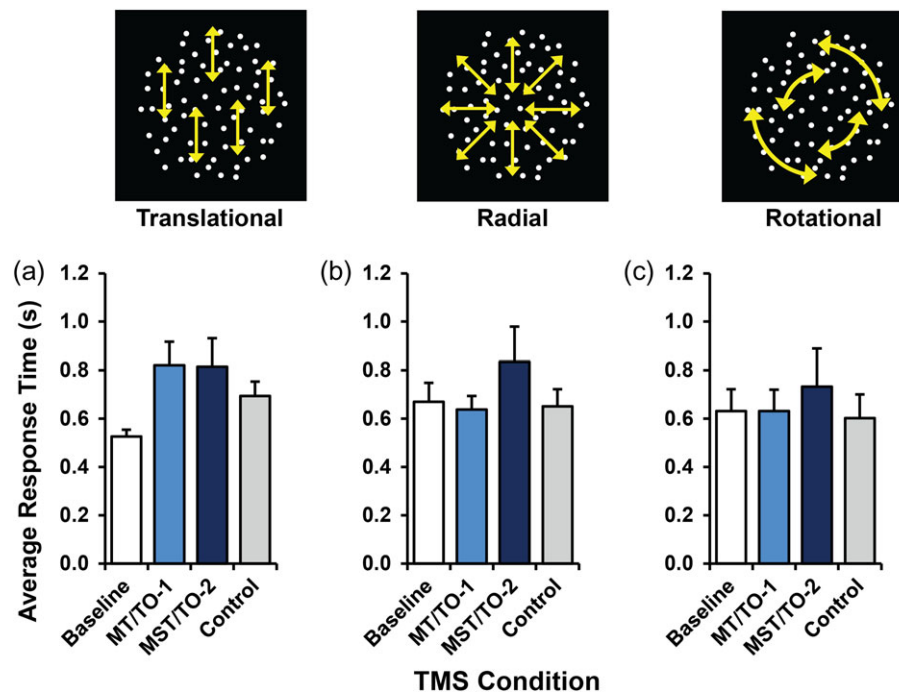 Translational
Radial
Rotational
(a)
1.2
1.0
0.8
0.6
0.4
0.2
0.0
Average Response Time (s)
Baseline
MT/TO-1
MST/TO-2
Control
(b)
1.2
1.0
0.8
0.6
0.4
0.2
0.0
Baseline
MT/TO-1
MST/TO-2
Control
(c)
1.2
1.0
0.8
0.6
0.4
0.2
0.0
Baseline
MT/TO-1
MST/TO-2
Control
TMS Condition